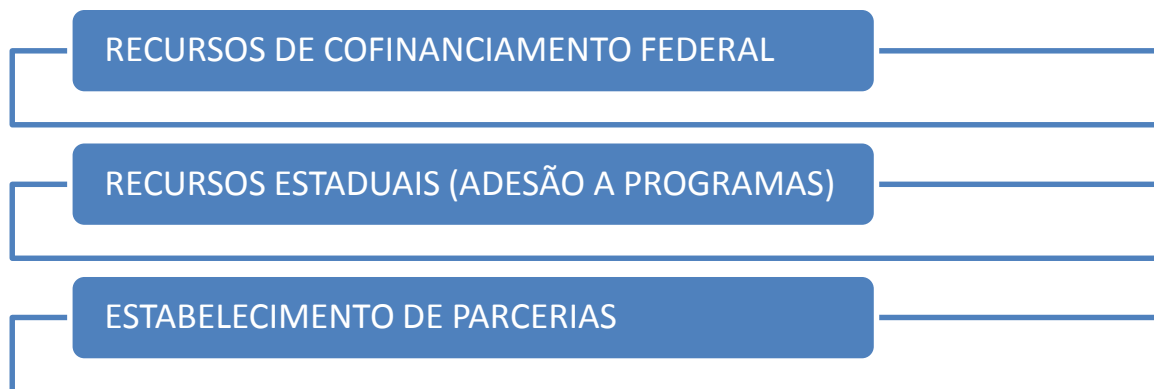 RECURSOS DE COFINANCIAMENTO FEDERAL
RECURSOS ESTADUAIS (ADESÃO A PROGRAMAS)
ESTABELECIMENTO DE PARCERIAS